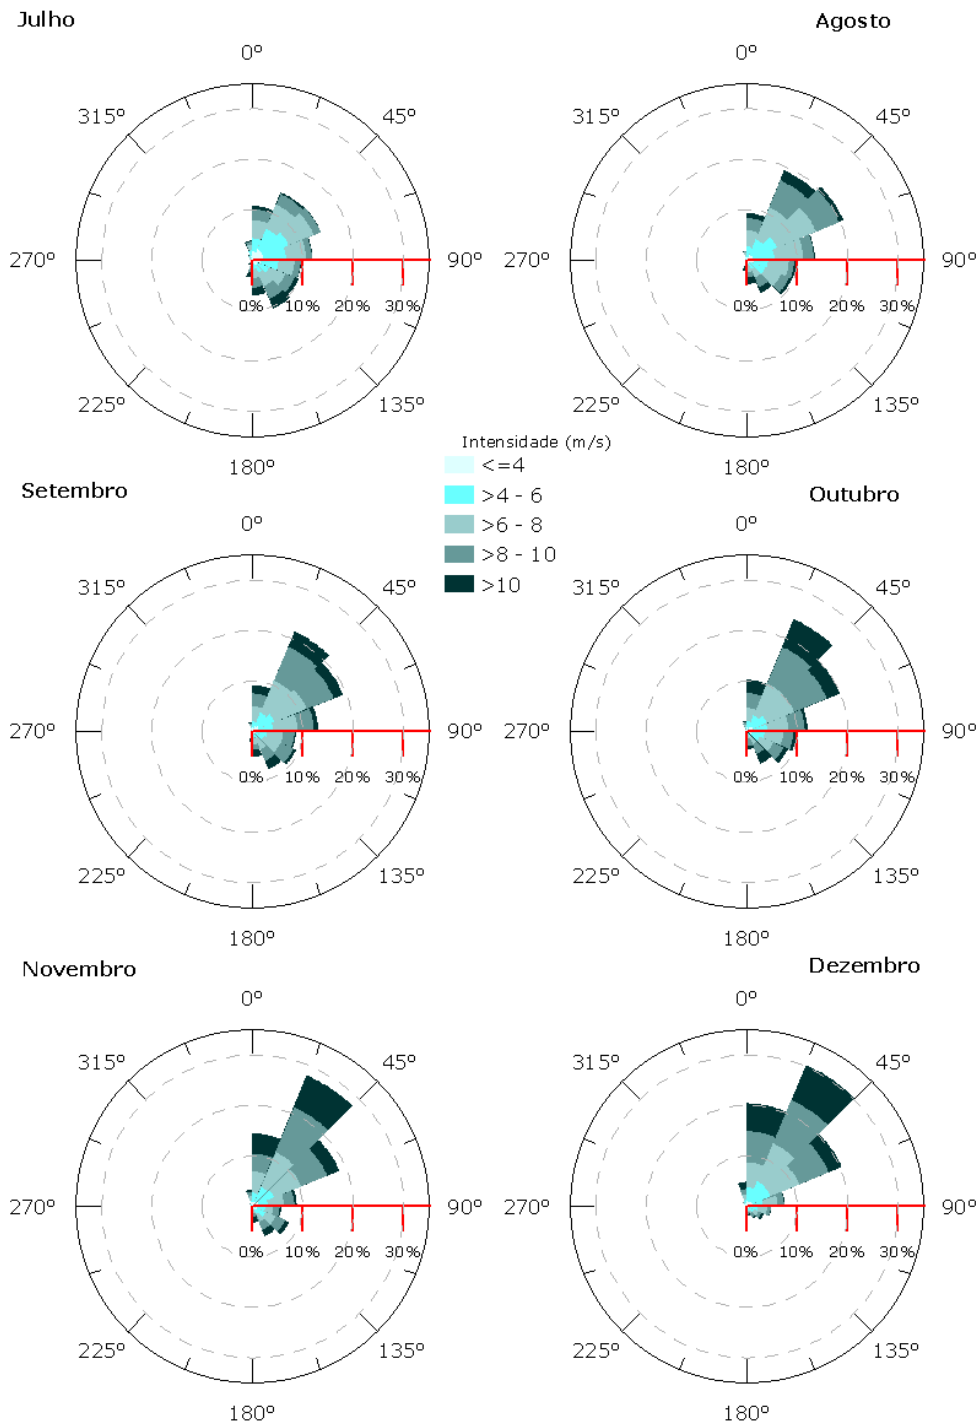 Julho
Agosto
0º
0º
315º
45º
315º
45º
270º
90º
270º
90º
0% 10% 20% 30%
0% 10% 20% 30%
225º
135º
225º
135º
180º
180º
Intensidade (m/s)
<=4
>4 - 6
>6 - 8
>8 - 10
>10
Setembro
Outubro
0º
0º
315º
45º
315º
45º
270º
90º
270º
90º
0% 10% 20% 30%
0% 10% 20% 30%
225º
135º
225º
135º
180º
180º
Novembro
Dezembro
0º
0º
315º
45º
315º
45º
270º
90º
270º
90º
0% 10% 20% 30%
0% 10% 20% 30%
225º
135º
225º
135º
180º
180º